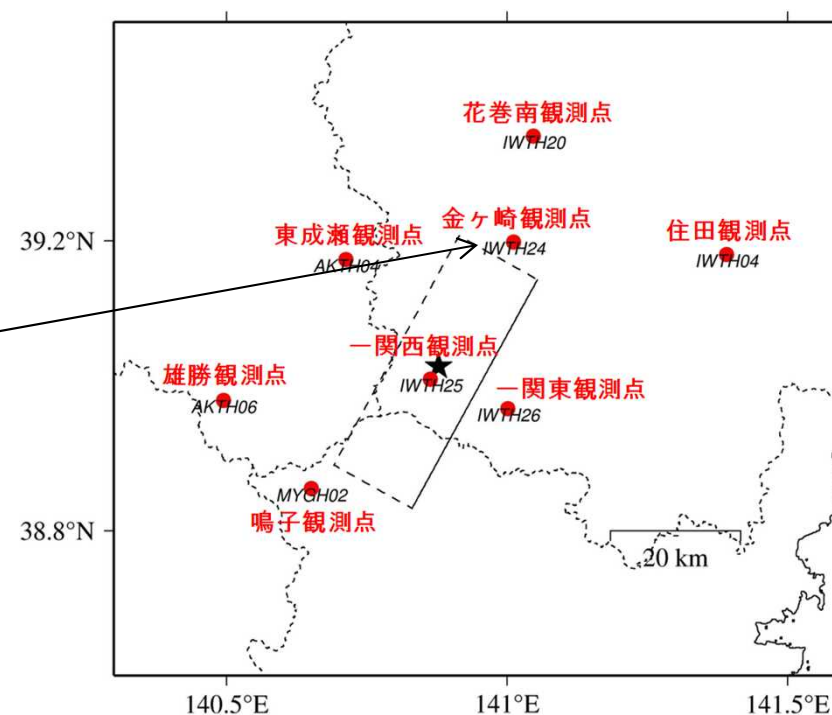 花巻南観測点
IWTH20
金ヶ崎観測点
IWTH24
住田観測点
IWTH04
39.2°N
東成瀬観測点
AKTH04
一関西観測点
IWTH25
雄勝観測点
AKTH06
一関東観測点
IWTH26
MYGH02
鳴子観測点
38.8°N
20 km
140.5°E
141°E
141.5°E